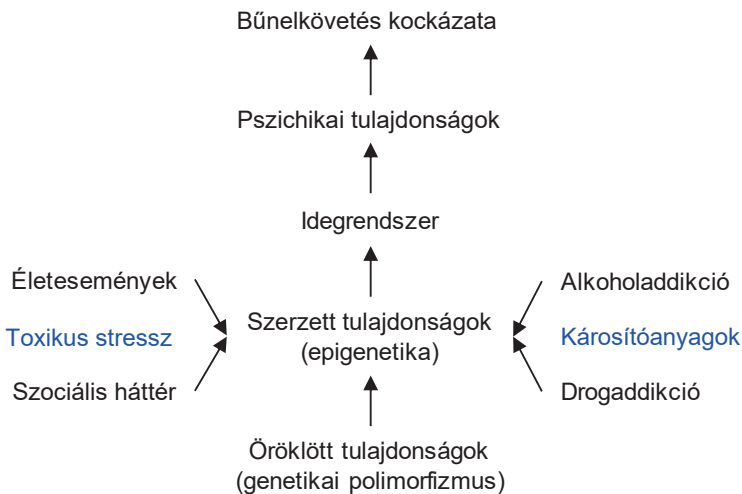 Bűnelkövetés kockázata
Pszichikai tulajdonságok
Idegrendszer
Életesemények
Alkoholaddikció
Toxikus stressz
Szerzett tulajdonságok
(epigenetika)
Károsítóanyagok
Szociális háttér
Drogaddikció
Öröklött tulajdonságok
(genetikai polimorfizmus)